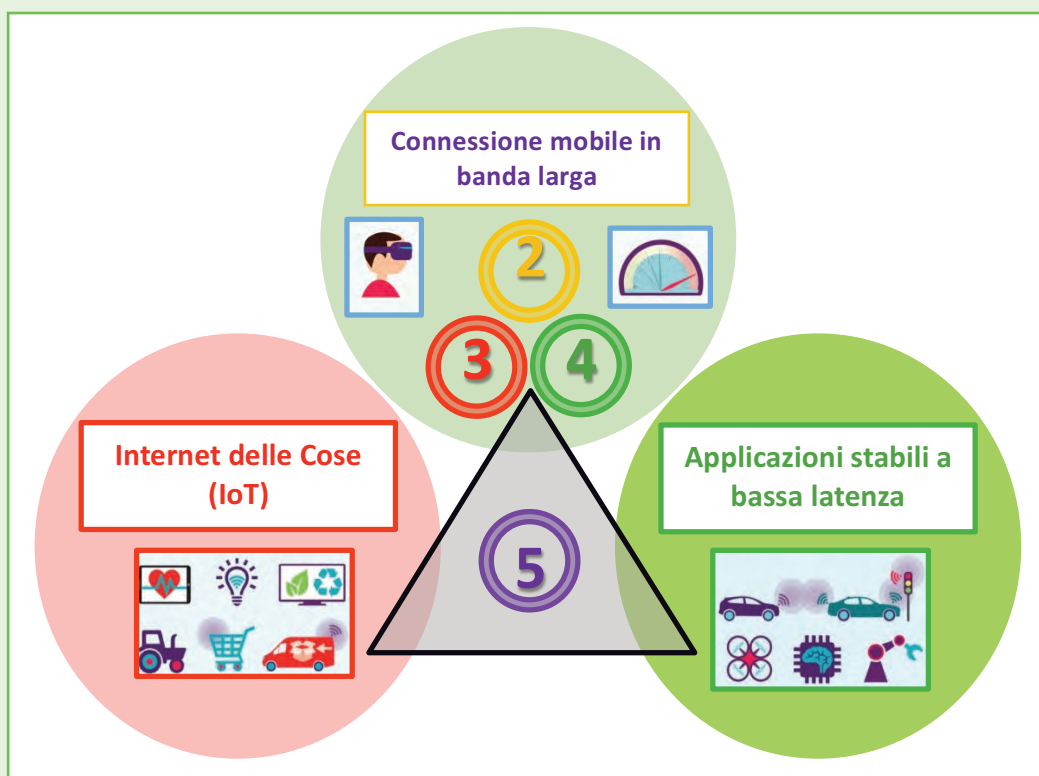 Connessione mobile in
banda larga
2
3
4
Internet delle Cose
(IoT)
Applicazioni stabili a
bassa latenza
5